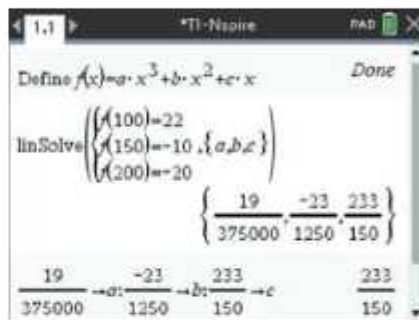 1.1 *TI-Nspire PAD
Define f(x)=a·x³+b·x²+c·x Done
linSolve({f(100)=22
f(150)=-10 ,{a,b,c}
f(200)=-20)
{19/375000, -23/1250, 233/150}
19/375000→a: -23/1250→b: 233/150→c 233/150